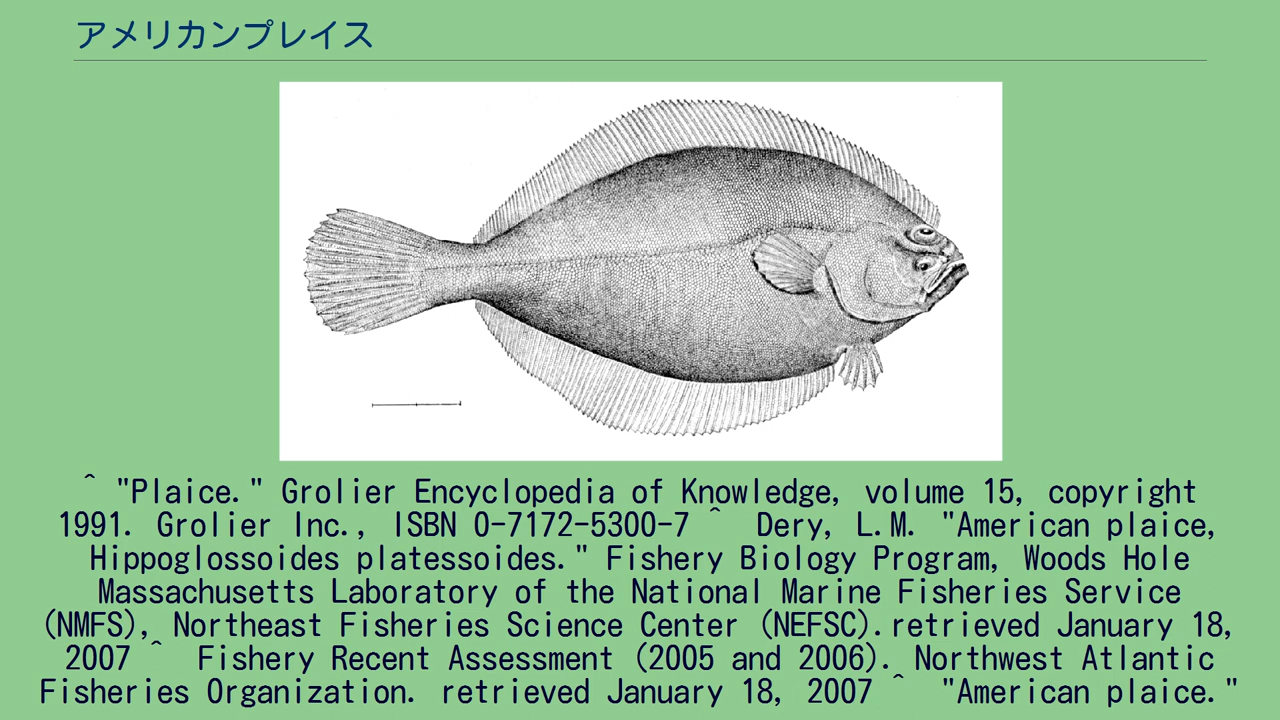 アメリカンプレイス
^ "Plaice." Grolier Encyclopedia of Knowledge, volume 15, copyright
1991. Grolier Inc., ISBN 0-7172-5300-7 ^ Dery, L.M. "American plaice,
Hippoglossoides platessoides." Fishery Biology Program, Woods Hole
Massachusetts Laboratory of the National Marine Fisheries Service
(NMFS), Northeast Fisheries Science Center (NEFSC).retrieved January 18,
2007 ^ Fishery Recent Assessment (2005 and 2006). Northwest Atlantic
Fisheries Organization. retrieved January 18, 2007 ^ "American plaice."